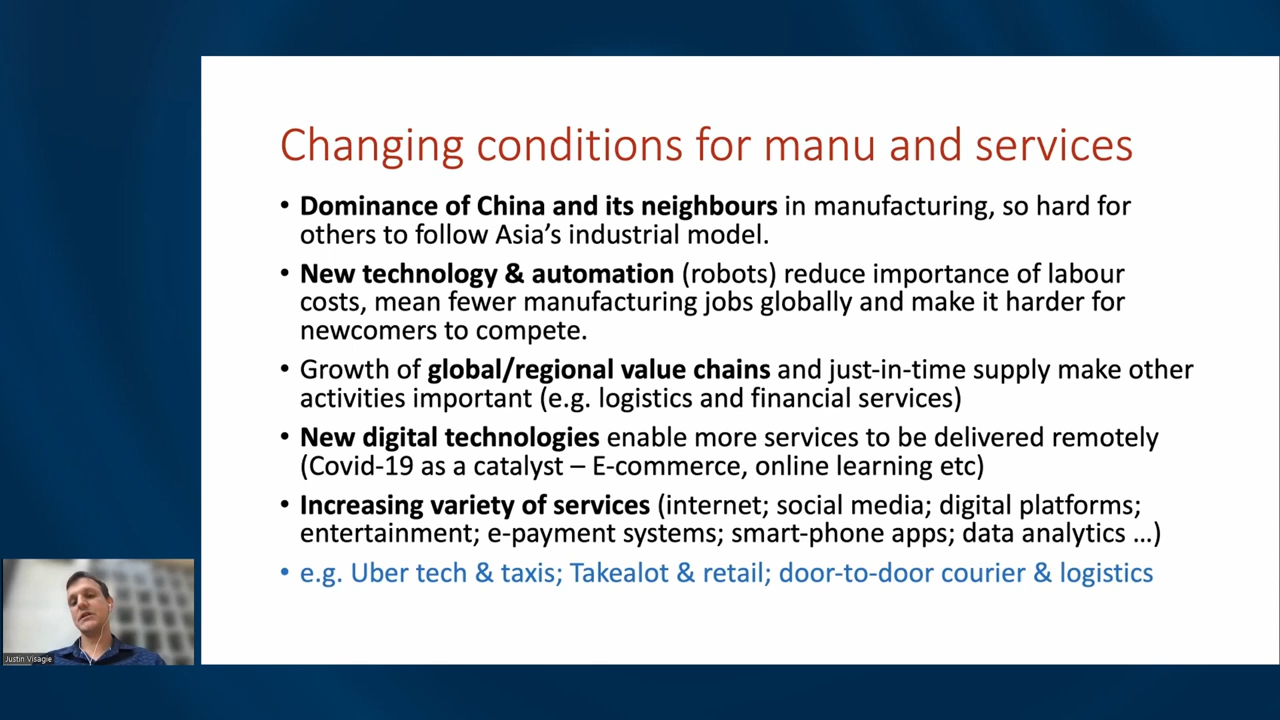 Changing conditions for manu and services
• Dominance of China and its neighbours in manufacturing, so hard for
others to follow Asia's industrial model.
• New technology & automation (robots) reduce importance of labour
costs, mean fewer manufacturing jobs globally and make it harder for
newcomers to compete.
• Growth of global/regional value chains and just-in-time supply make other
activities important (e.g. logistics and financial services)
• New digital technologies enable more services to be delivered remotely
(Covid-19 as a catalyst – E-commerce, online learning etc)
• Increasing variety of services (internet; social media; digital platforms;
entertainment; e-payment systems; smart-phone apps; data analytics ...)
• e.g. Uber tech & taxis; Takealot & retail; door-to-door courier & logistics
Justin Visagie